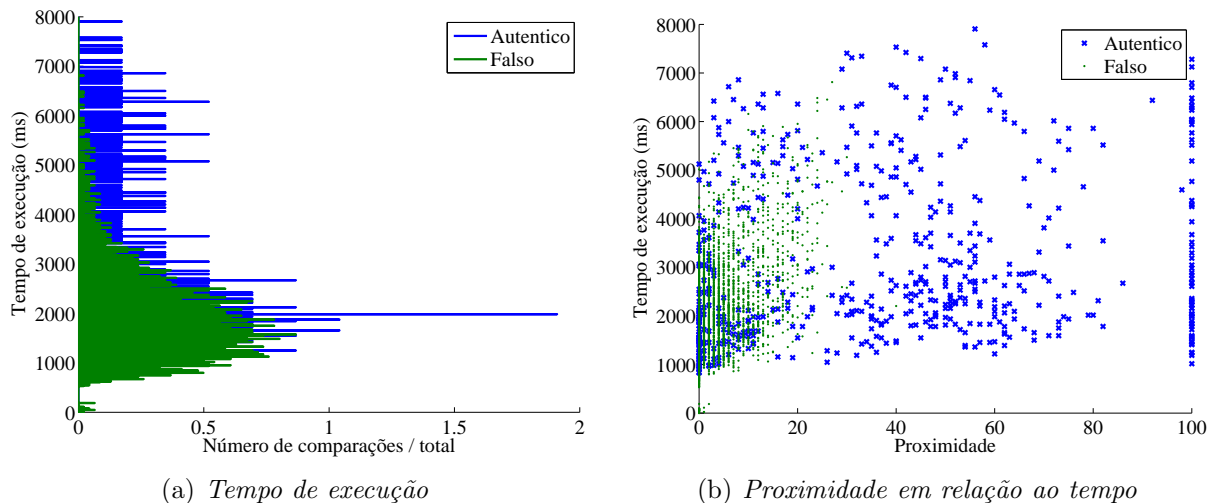 8000
7000
6000
5000
4000
3000
2000
1000
0
Tempo de execução (ms)
Autentico
Falso
0 0.5 1 1.5 2
Número de comparações / total
(a) Tempo de execução
8000
7000
6000
5000
4000
3000
2000
1000
0
Tempo de execução (ms)
Autentico
Falso
0 20 40 60 80 100
Proximidade
(b) Proximidade em relação ao tempo